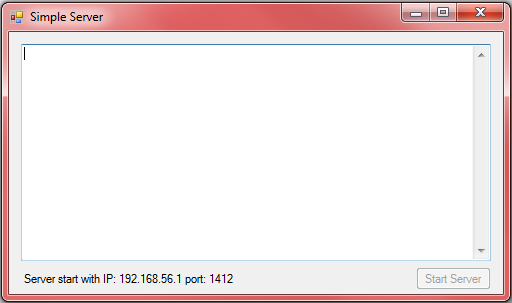 Simple Server
Server start with IP: 192.168.56.1 port: 1412
Start Server